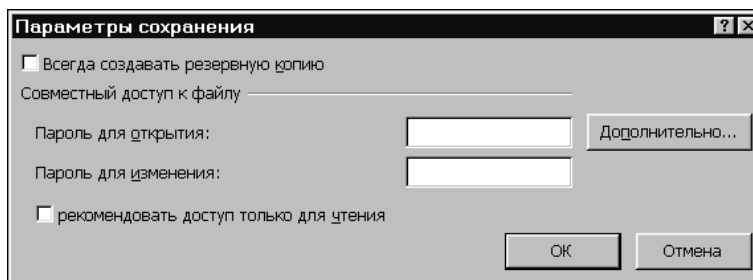 Параметры сохранения
Всегда создавать резервную копию
Совместный доступ к файлу
Пароль для открытия:
Дополнительно...
Пароль для изменения:
рекомендовать доступ только для чтения
ОК
Отмена